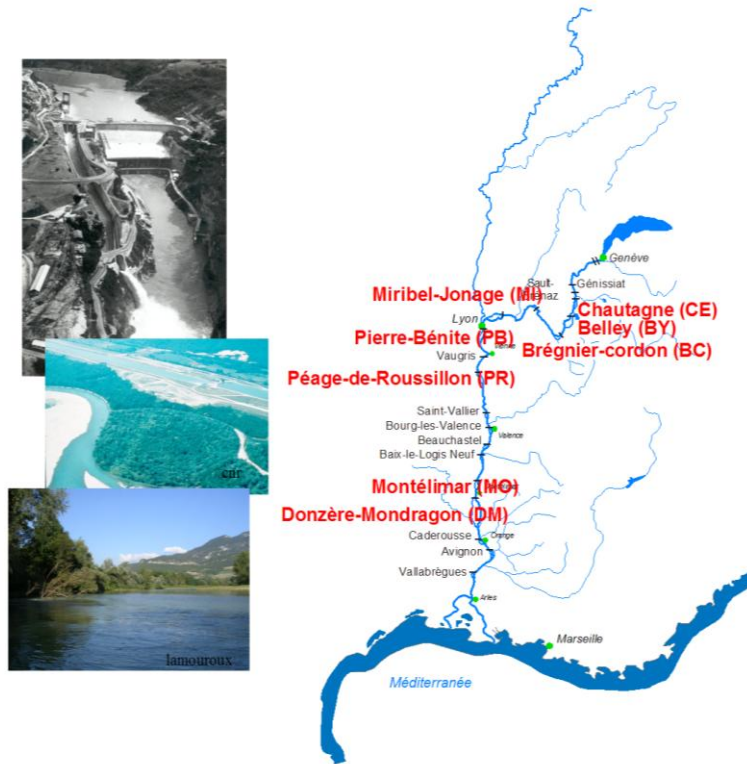 cnr
lamouroux
Genève
Génissiat
Miribel-Jonage (MI)
Chautagne (CE)
Lyon
Belley (BY)
Pierre-Bénite (PB)
Brégnier-cordon (BC)
Vaugris
Péage-de-Roussillon (PR)
Saint-Vallier
Bourg-les-Valence
Valence
Beauchastel
Baix-le-Logis Neuf
Montélimar (MO)
Donzère-Mondragon (DM)
Caderousse
Orange
Avignon
Vallabrègues
Arles
Marseille
Méditerranée